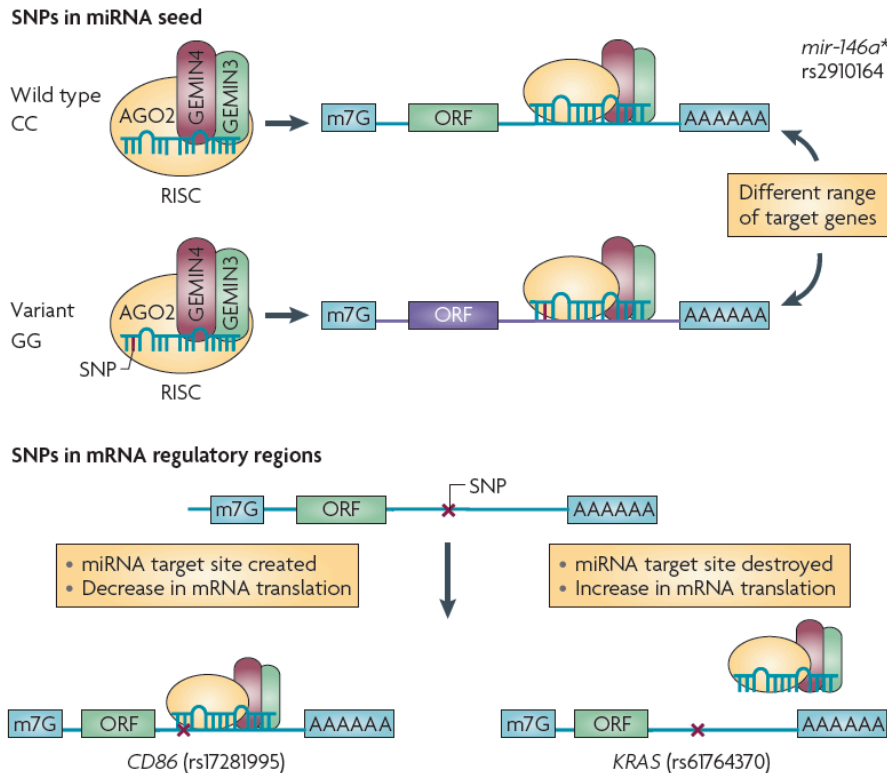 SNPs in miRNA seed
mir-146a*
rs2910164
Wild type
CC
AGO2
GEMIN4
GEMIN3
RISC
m7G
ORF
AAAAAA
Different range
of target genes
Variant
GG
AGO2
GEMIN4
GEMIN3
SNP
RISC
m7G
ORF
AAAAAA
SNPs in mRNA regulatory regions
SNP
m7G
ORF
AAAAAA
• miRNA target site created
• Decrease in mRNA translation
• miRNA target site destroyed
• Increase in mRNA translation
m7G
ORF
AAAAAA
CD86 (rs17281995)
m7G
ORF
AAAAAA
KRAS (rs61764370)